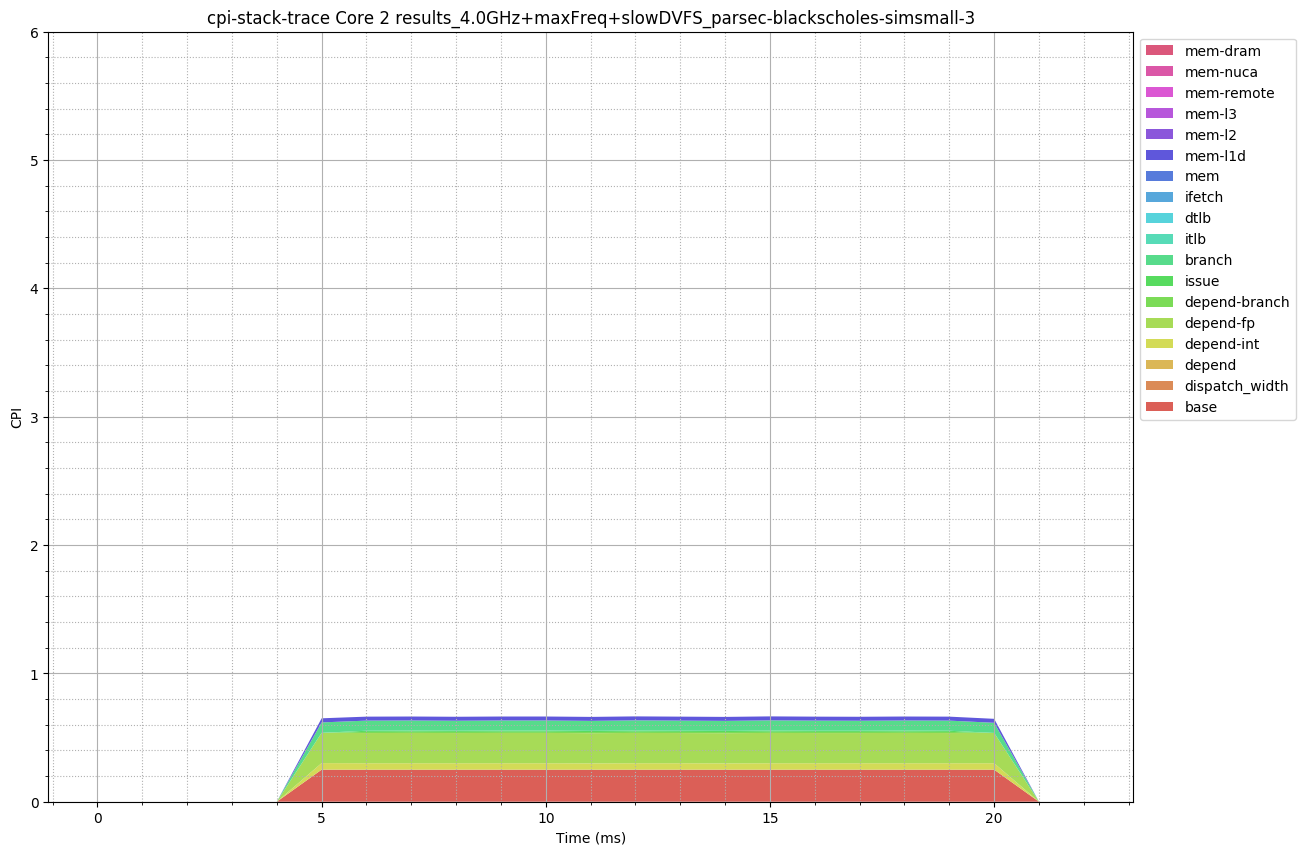 cpi-stack-trace Core 2 results_4.0GHz+maxFreq+slowDVFS_parsec-blackscholes-simsmall-3
6
5
4
3
2
1
0
CPI
0 5 10 15 20
Time (ms)
mem-dram
mem-nuca
mem-remote
mem-l3
mem-l2
mem-l1d
mem
ifetch
dtlb
itlb
branch
issue
depend-branch
depend-fp
depend-int
depend
dispatch_width
base